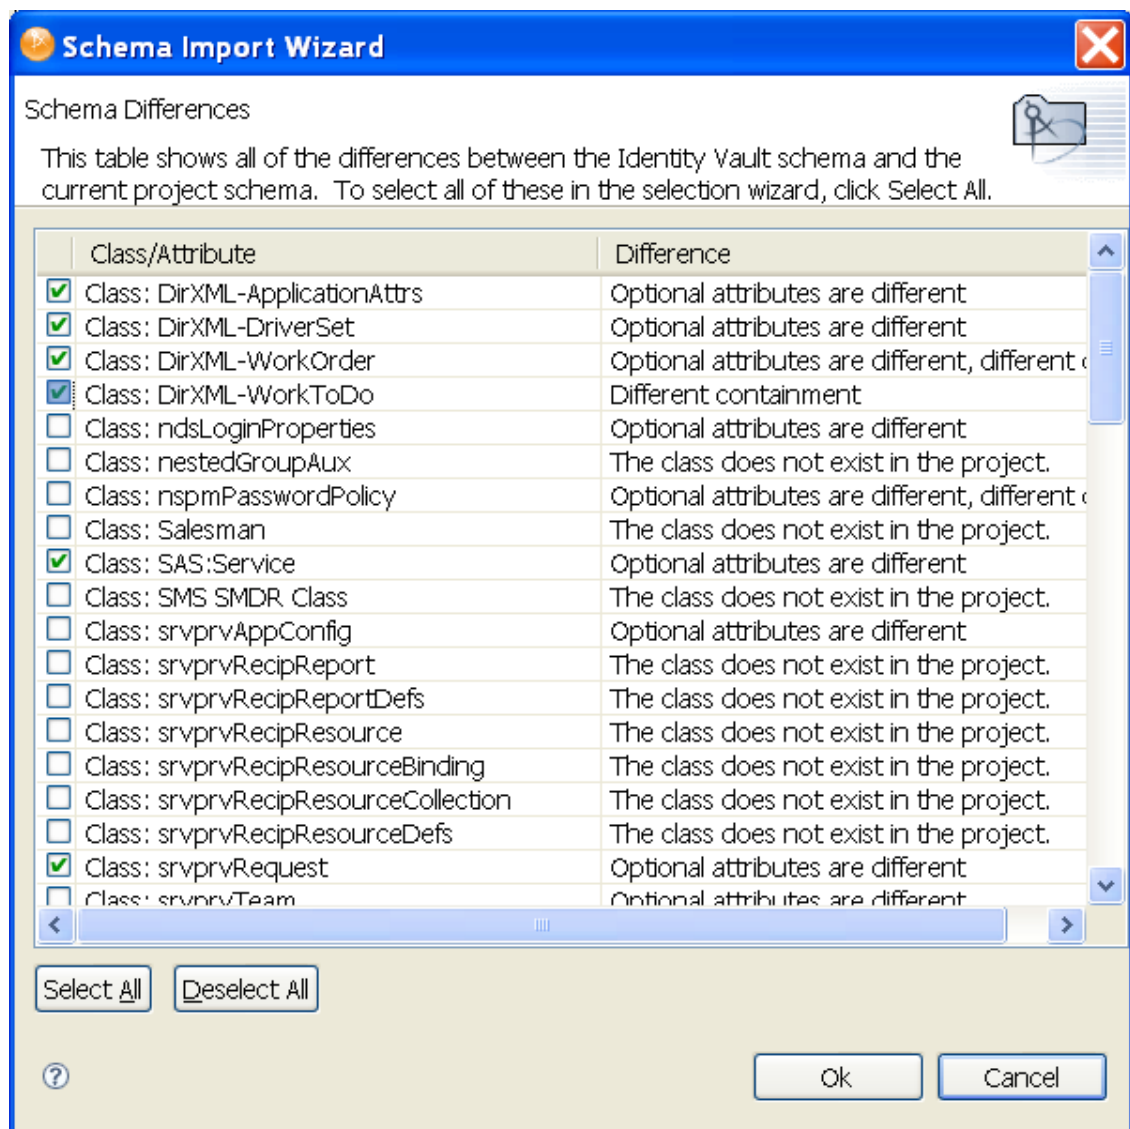 Schema Import Wizard
Schema Differences
This table shows all of the differences between the Identity Vault schema and the
current project schema. To select all of these in the selection wizard, click Select All.
Class/Attribute Difference
Class: DirXML-ApplicationAttrs Optional attributes are different
Class: DirXML-DriverSet Optional attributes are different
Class: DirXML-WorkOrder Optional attributes are different, different
Class: DirXML-WorkToDo Different containment
Class: ndsLoginProperties Optional attributes are different
Class: nestedGroupAux The class does not exist in the project.
Class: nspmPasswordPolicy Optional attributes are different, different
Class: Salesman The class does not exist in the project.
Class: SAS:Service Optional attributes are different
Class: SMS SMDR Class The class does not exist in the project.
Class: srvprvAppConfig Optional attributes are different
Class: srvprvRecipReport The class does not exist in the project.
Class: srvprvRecipReportDefs The class does not exist in the project.
Class: srvprvRecipResource The class does not exist in the project.
Class: srvprvRecipResourceBinding The class does not exist in the project.
Class: srvprvRecipResourceCollection The class does not exist in the project.
Class: srvprvRecipResourceDefs The class does not exist in the project.
Class: srvprvRequest Optional attributes are different
Class: srvprvTeam Optional attributes are different
Select All Deselect All
? Ok Cancel